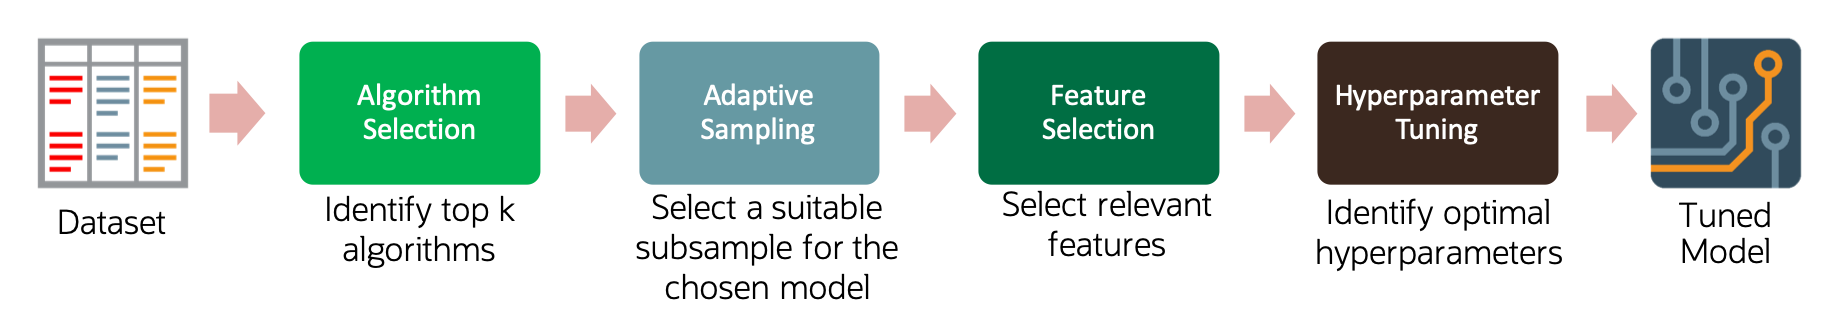 Algorithm
Selection
Adaptive
Sampling
Feature
Selection
Hyperparameter
Tuning
Dataset
Identify top k
algorithms
Select a suitable
subsample for the
chosen model
Select relevant
features
Identify optimal
hyperparameters
Tuned
Model